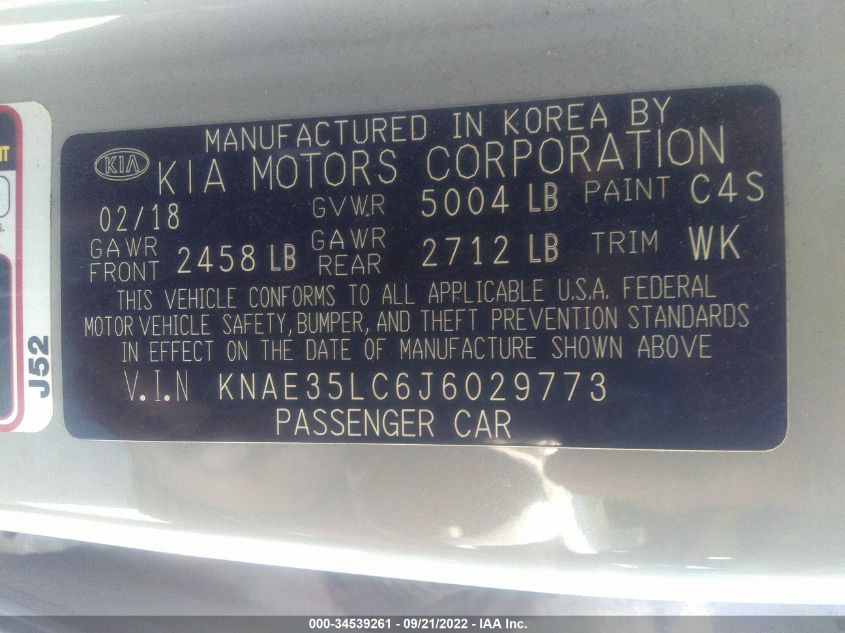 MANUFACTURED IN KOREA BY
KIA KIA MOTORS CORPORATION
02/18 GVWR 5004 LB PAINT C4S
GAWR FRONT 2458 LB GAWR REAR 2712 LB TRIM WK
THIS VEHICLE CONFORMS TO ALL APPLICABLE U.S.A. FEDERAL
MOTOR VEHICLE SAFETY, BUMPER, AND THEFT PREVENTION STANDARDS
IN EFFECT ON THE DATE OF MANUFACTURE SHOWN ABOVE
V.I.N KNAE35LC6J6029773
PASSENGER CAR
J52
000-34539261 - 09/21/2022 - IAA Inc.